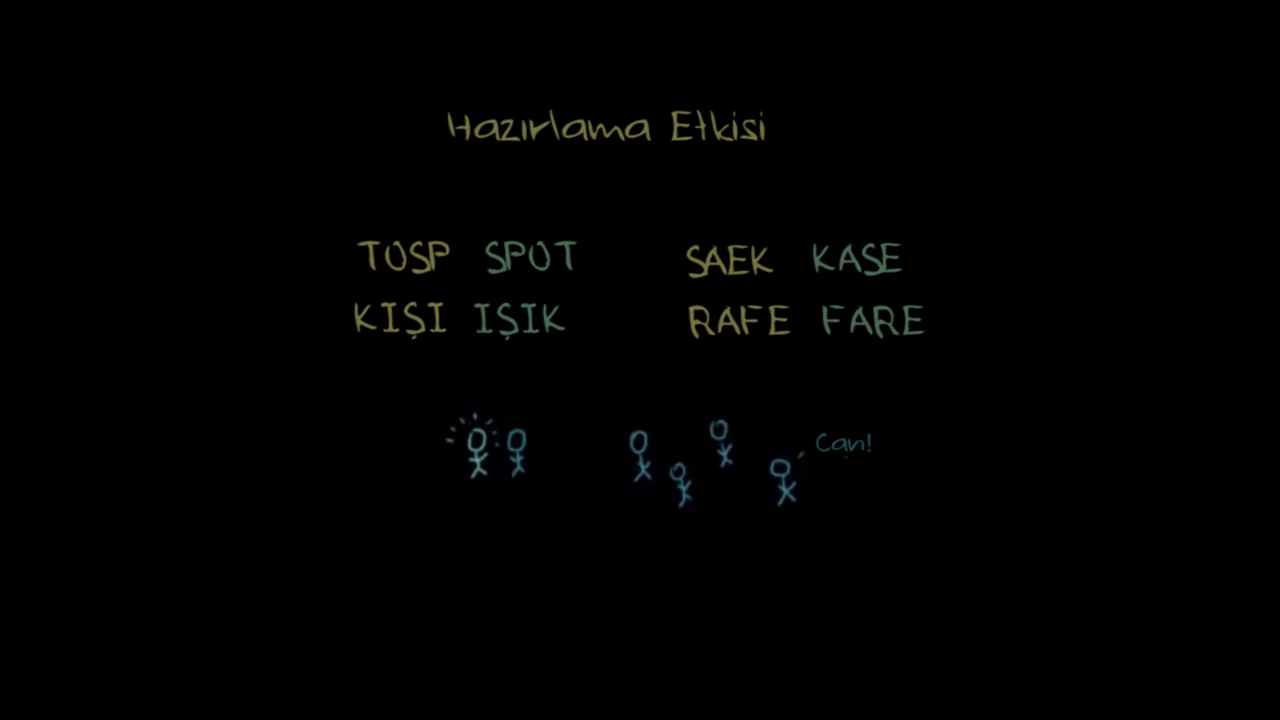 Hazırlama Etkisi
TOSP SPOT SAEK KASE
KIŞI IŞIK RAFE FARE
Can!